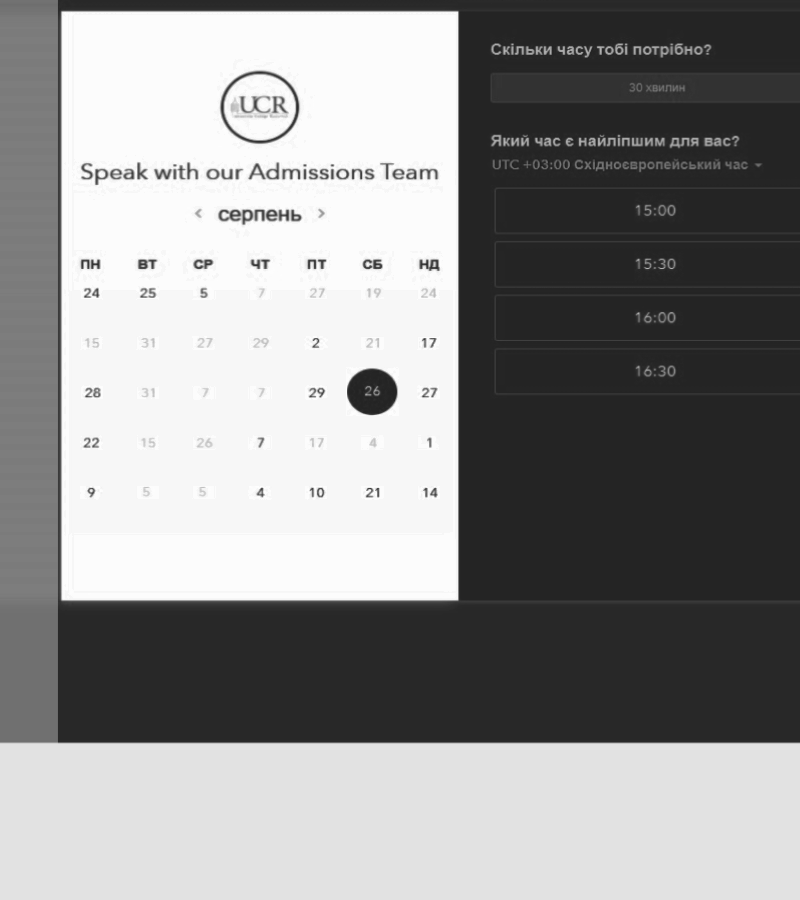 UCR
Speak with our Admissions Team
< серпень >
ПН ВТ СР ЧТ ПТ СБ НД
24 25 5 7 27 19 24
15 31 27 29 2 21 17
28 31 7 7 29 26 27
22 15 26 7 17 4 1
9 5 5 4 10 21 14
Скільки часу тобі потрібно?
30 хвилин
Який час є найліпшим для вас?
UTC +03:00 Східноєвропейський час
15:00
15:30
16:00
16:30